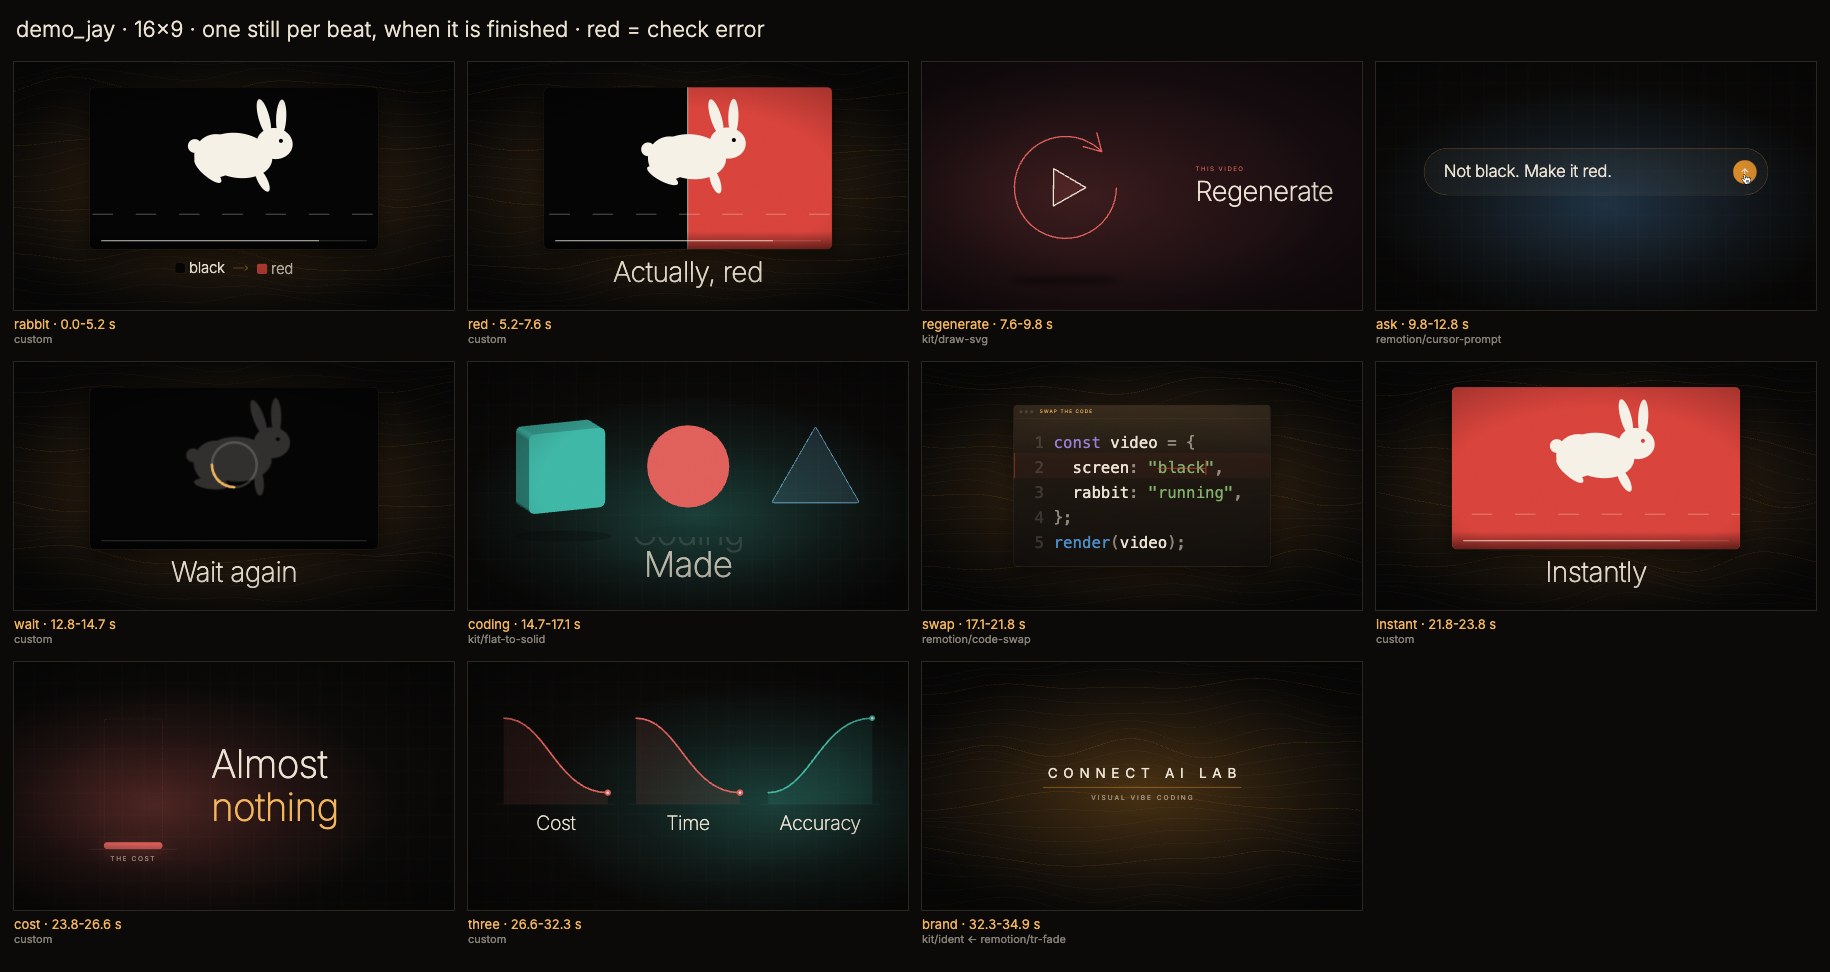 demo_jay · 16×9 · one still per beat, when it is finished · red = check error
black → red
rabbit · 0.0-5.2 s
custom
Actually, red
red · 5.2-7.6 s
custom
THIS VIDEO
Regenerate
regenerate · 7.6-9.8 s
kit/draw-svg
Not black. Make it red.
ask · 9.8-12.8 s
remotion/cursor-prompt
Wait again
wait · 12.8-14.7 s
custom
Coding
Made
coding · 14.7-17.1 s
kit/flat-to-solid
SWAP THE CODE
1 const video = {
2 screen: "black",
3 rabbit: "running",
4 };
5 render(video);
swap · 17.1-21.8 s
remotion/code-swap
Instantly
instant · 21.8-23.8 s
custom
Almost
nothing
THE COST
cost · 23.8-26.6 s
custom
Cost
Time
Accuracy
three · 26.6-32.3 s
custom
CONNECT AI LAB
VISUAL VIBE CODING
brand · 32.3-34.9 s
kit/ident ← remotion/tr-fade